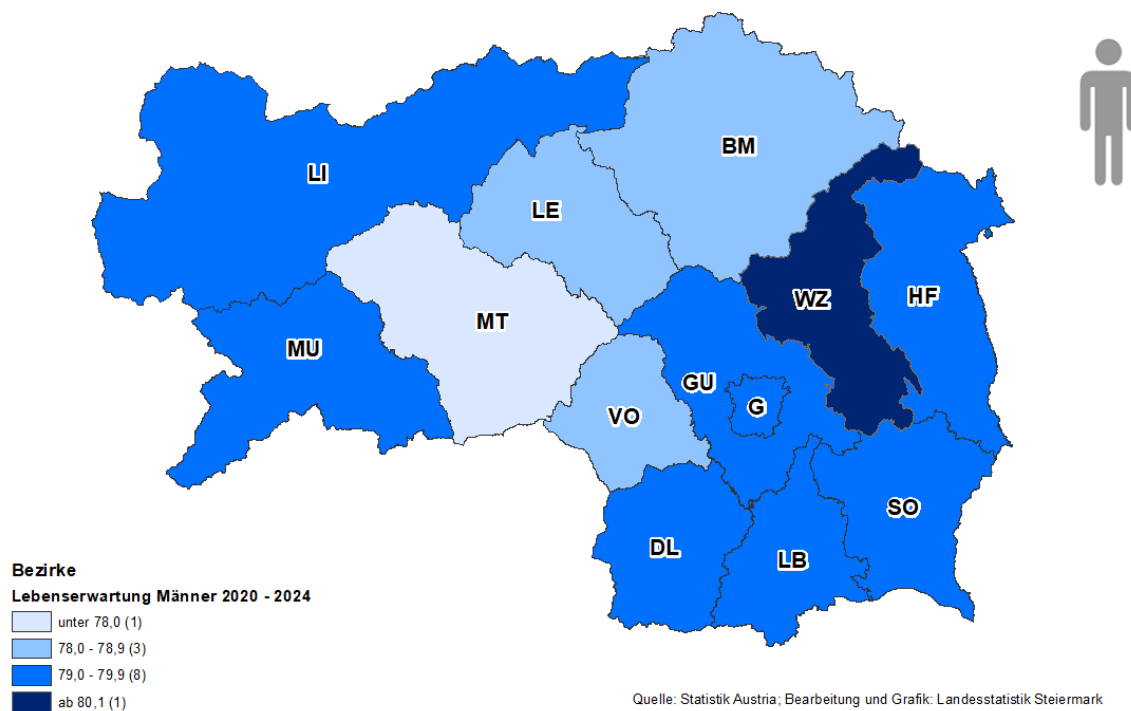 BM
LI
LE
WZ
HF
MT
MU
GU
G
VO
SO
DL
LB
Bezirke
Lebenserwartung Männer 2020 - 2024
unter 78,0 (1)
78,0 - 78,9 (3)
79,0 - 79,9 (8)
ab 80,1 (1)
Quelle: Statistik Austria; Bearbeitung und Grafik: Landesstatistik Steiermark